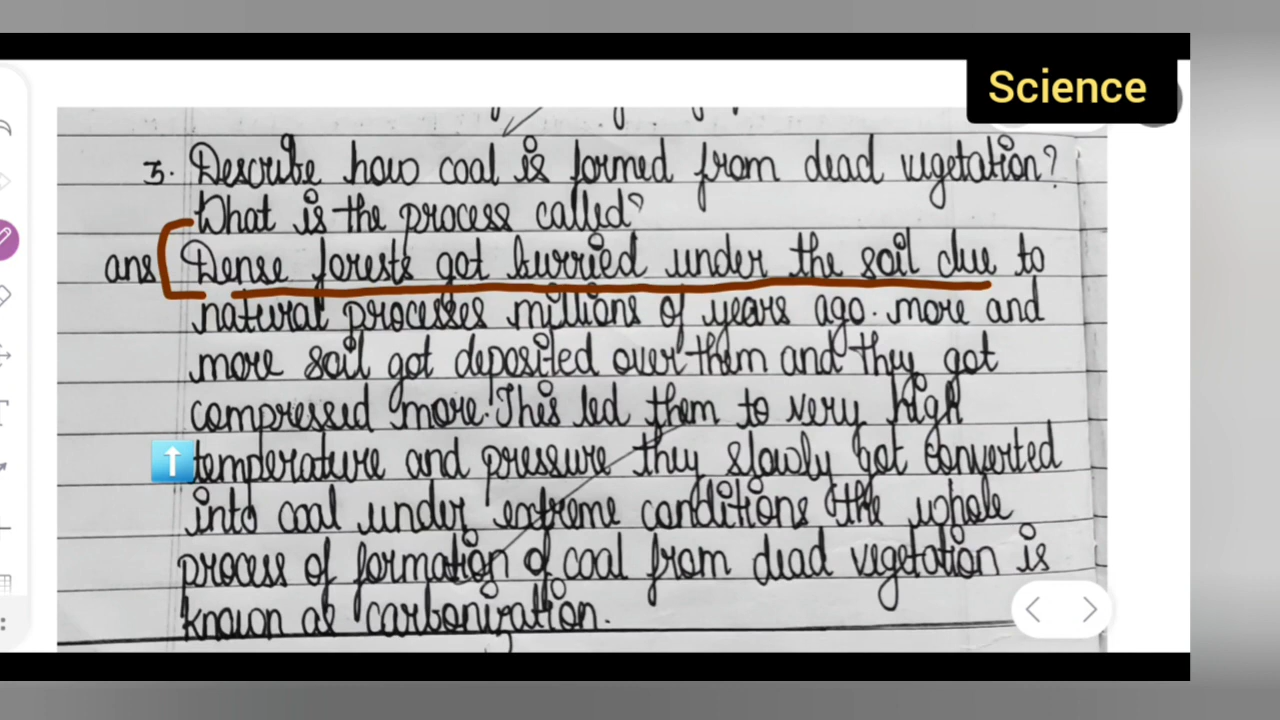 Science
3. Describe how coal is formed from dead vigetation?
What is the process called?
ans Dense forests got burried under the soil due to
natural processes millions of years ago. more and
more soil got deposited over them and they got
compressed more. This led them to very high
temperature and pressure they slowly got converted
into coal under extreme conditions the whole
process of formation of coal from dead vegetation is
known as carbonization.